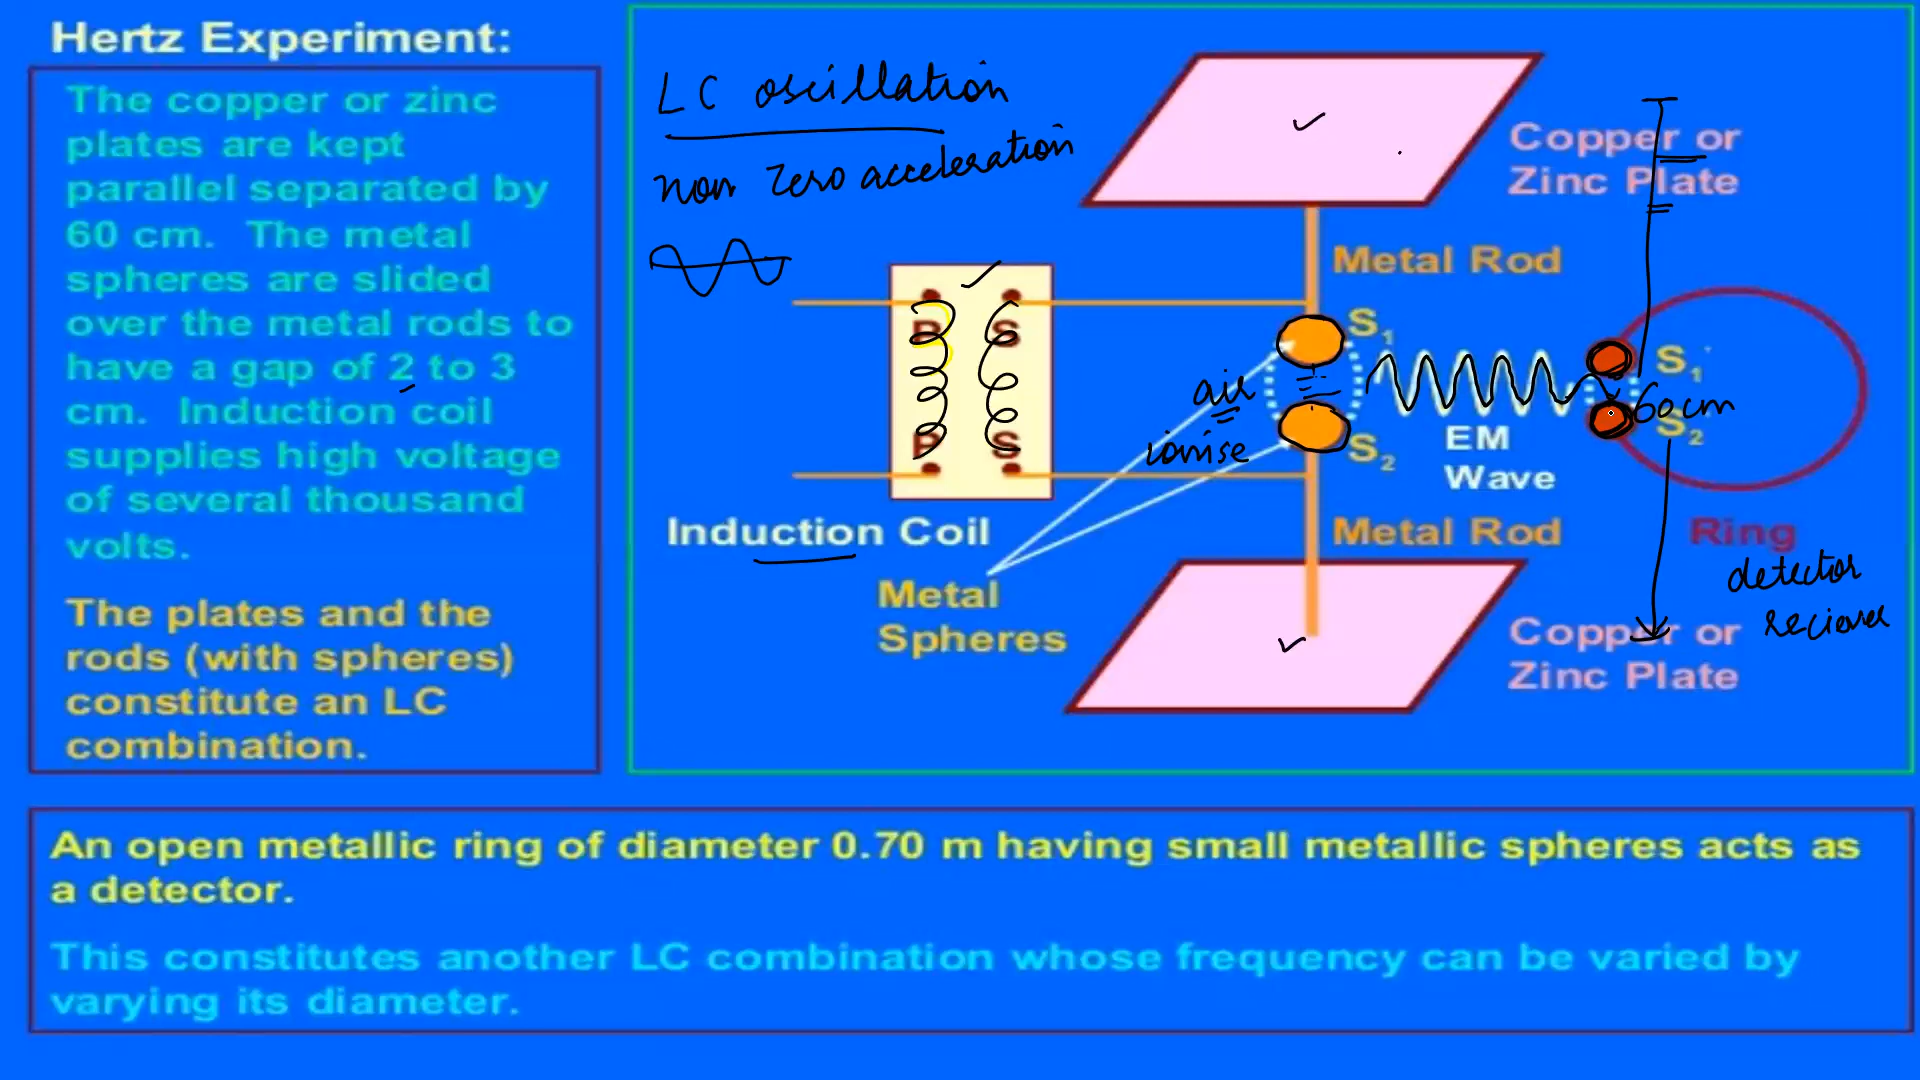 Hertz Experiment:
The copper or zinc
plates are kept
parallel separated by
60 cm. The metal
spheres are slided
over the metal rods to
have a gap of 2 to 3
cm. Induction coil
supplies high voltage
of several thousand
volts.
The plates and the
rods (with spheres)
constitute an LC
combination.
LC oscillation
non zero acceleration
Copper or
Zinc Plate
Metal Rod
P S
P S
S1
S2
air
ionise
EM
Wave
S1'
S2
60cm
Induction Coil
Metal
Spheres
Metal Rod
Ring
detector
reciever
Copper or
Zinc Plate
An open metallic ring of diameter 0.70 m having small metallic spheres acts as
a detector.
This constitutes another LC combination whose frequency can be varied by
varying its diameter.